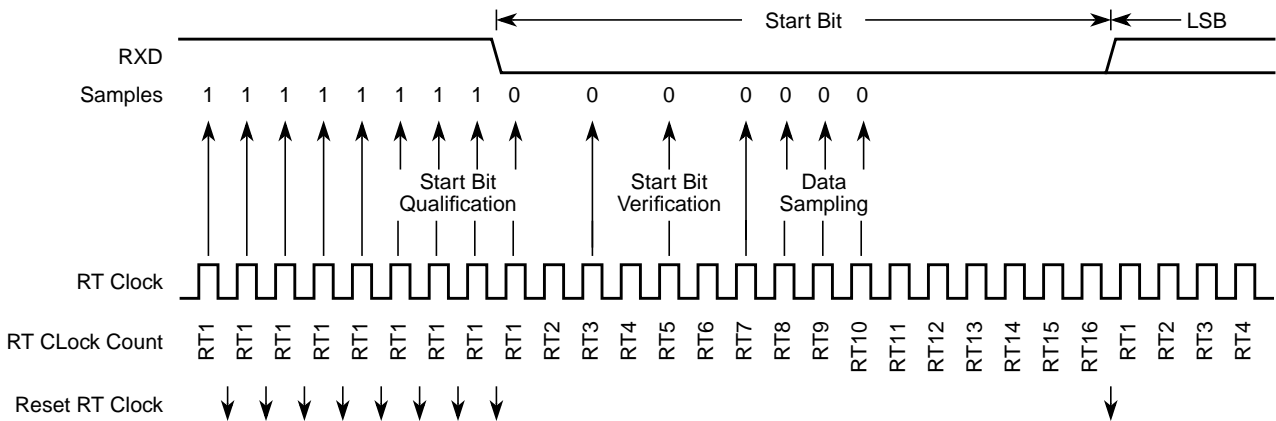 Start Bit LSB
RXD
Samples 1 1 1 1 1 1 1 1 0 0 0 0 0 0 0
Start Bit Qualification
Start Bit Verification
Data Sampling
RT Clock
RT CLock Count RT1 RT1 RT1 RT1 RT1 RT1 RT1 RT1 RT1 RT2 RT3 RT4 RT5 RT6 RT7 RT8 RT9 RT10 RT11 RT12 RT13 RT14 RT15 RT16 RT1 RT2 RT3 RT4
Reset RT Clock